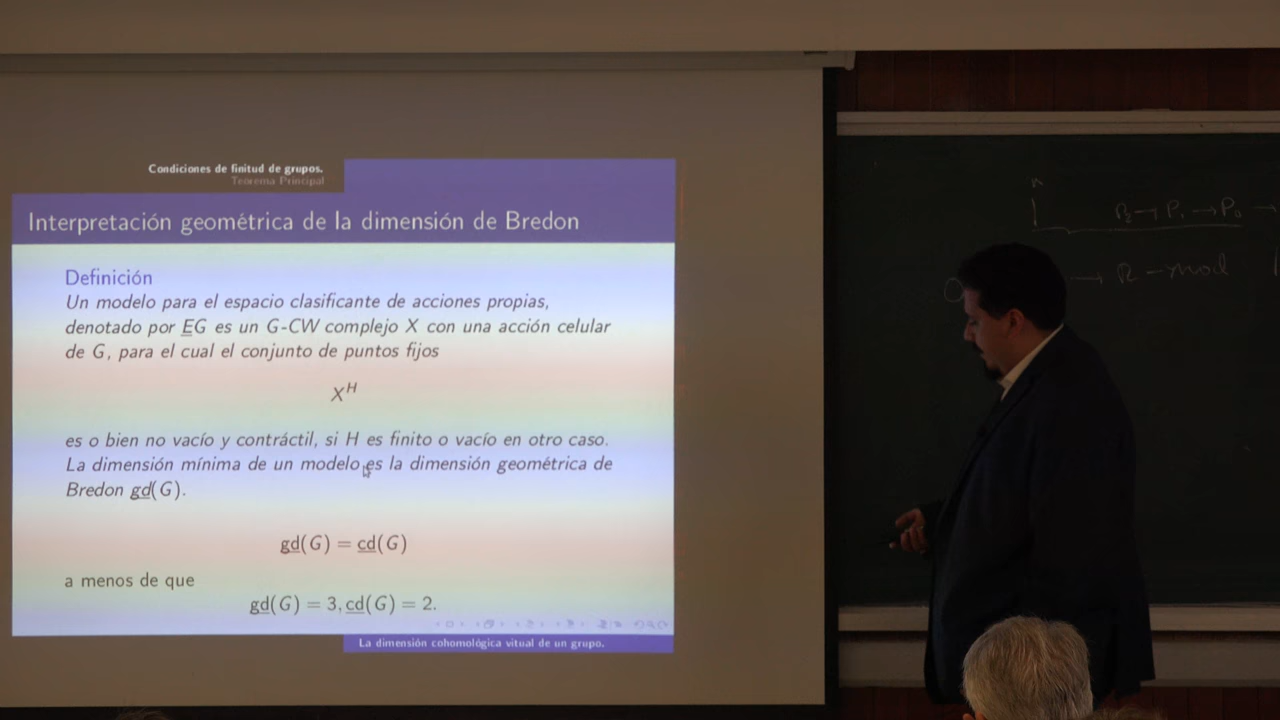 Condiciones de finitud de grupos.
Teorema Principal
Interpretación geométrica de la dimensión de Bredon
Definición
Un modelo para el espacio clasificante de acciones propias,
denotado por EG es un G-CW complejo X con una acción celular
de G, para el cual el conjunto de puntos fijos
X^H
es o bien no vacío y contráctil, si H es finito o vacío en otro caso.
La dimensión mínima de un modelo es la dimensión geométrica de
Bredon gd(G).
gd(G) = cd(G)
a menos de que
gd(G) = 3, cd(G) = 2.
La dimensión cohomológica vitual de un grupo.
n
P₂ → P₁ → P₀ →
→ R - mod